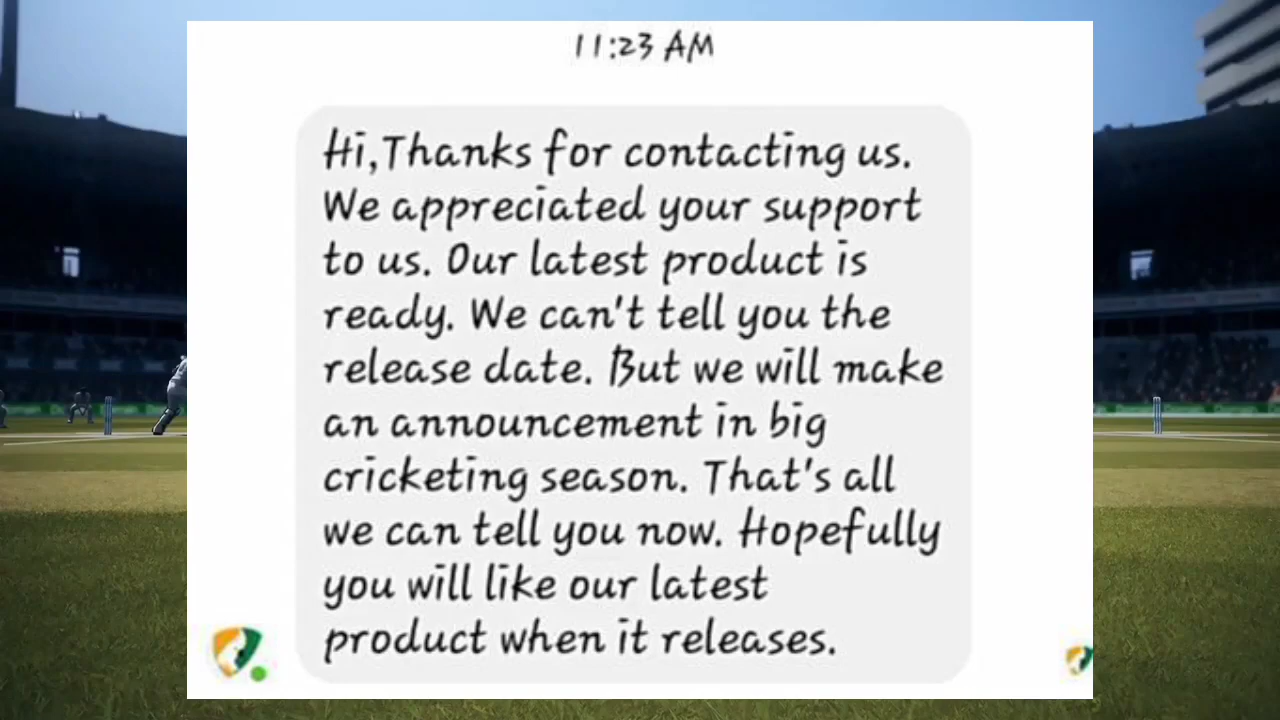 11:23 AM
Hi,Thanks for contacting us.
We appreciated your support
to us. Our latest product is
ready. We can't tell you the
release date. But we will make
an announcement in big
cricketing season. That's all
we can tell you now. Hopefully
you will like our latest
product when it releases.